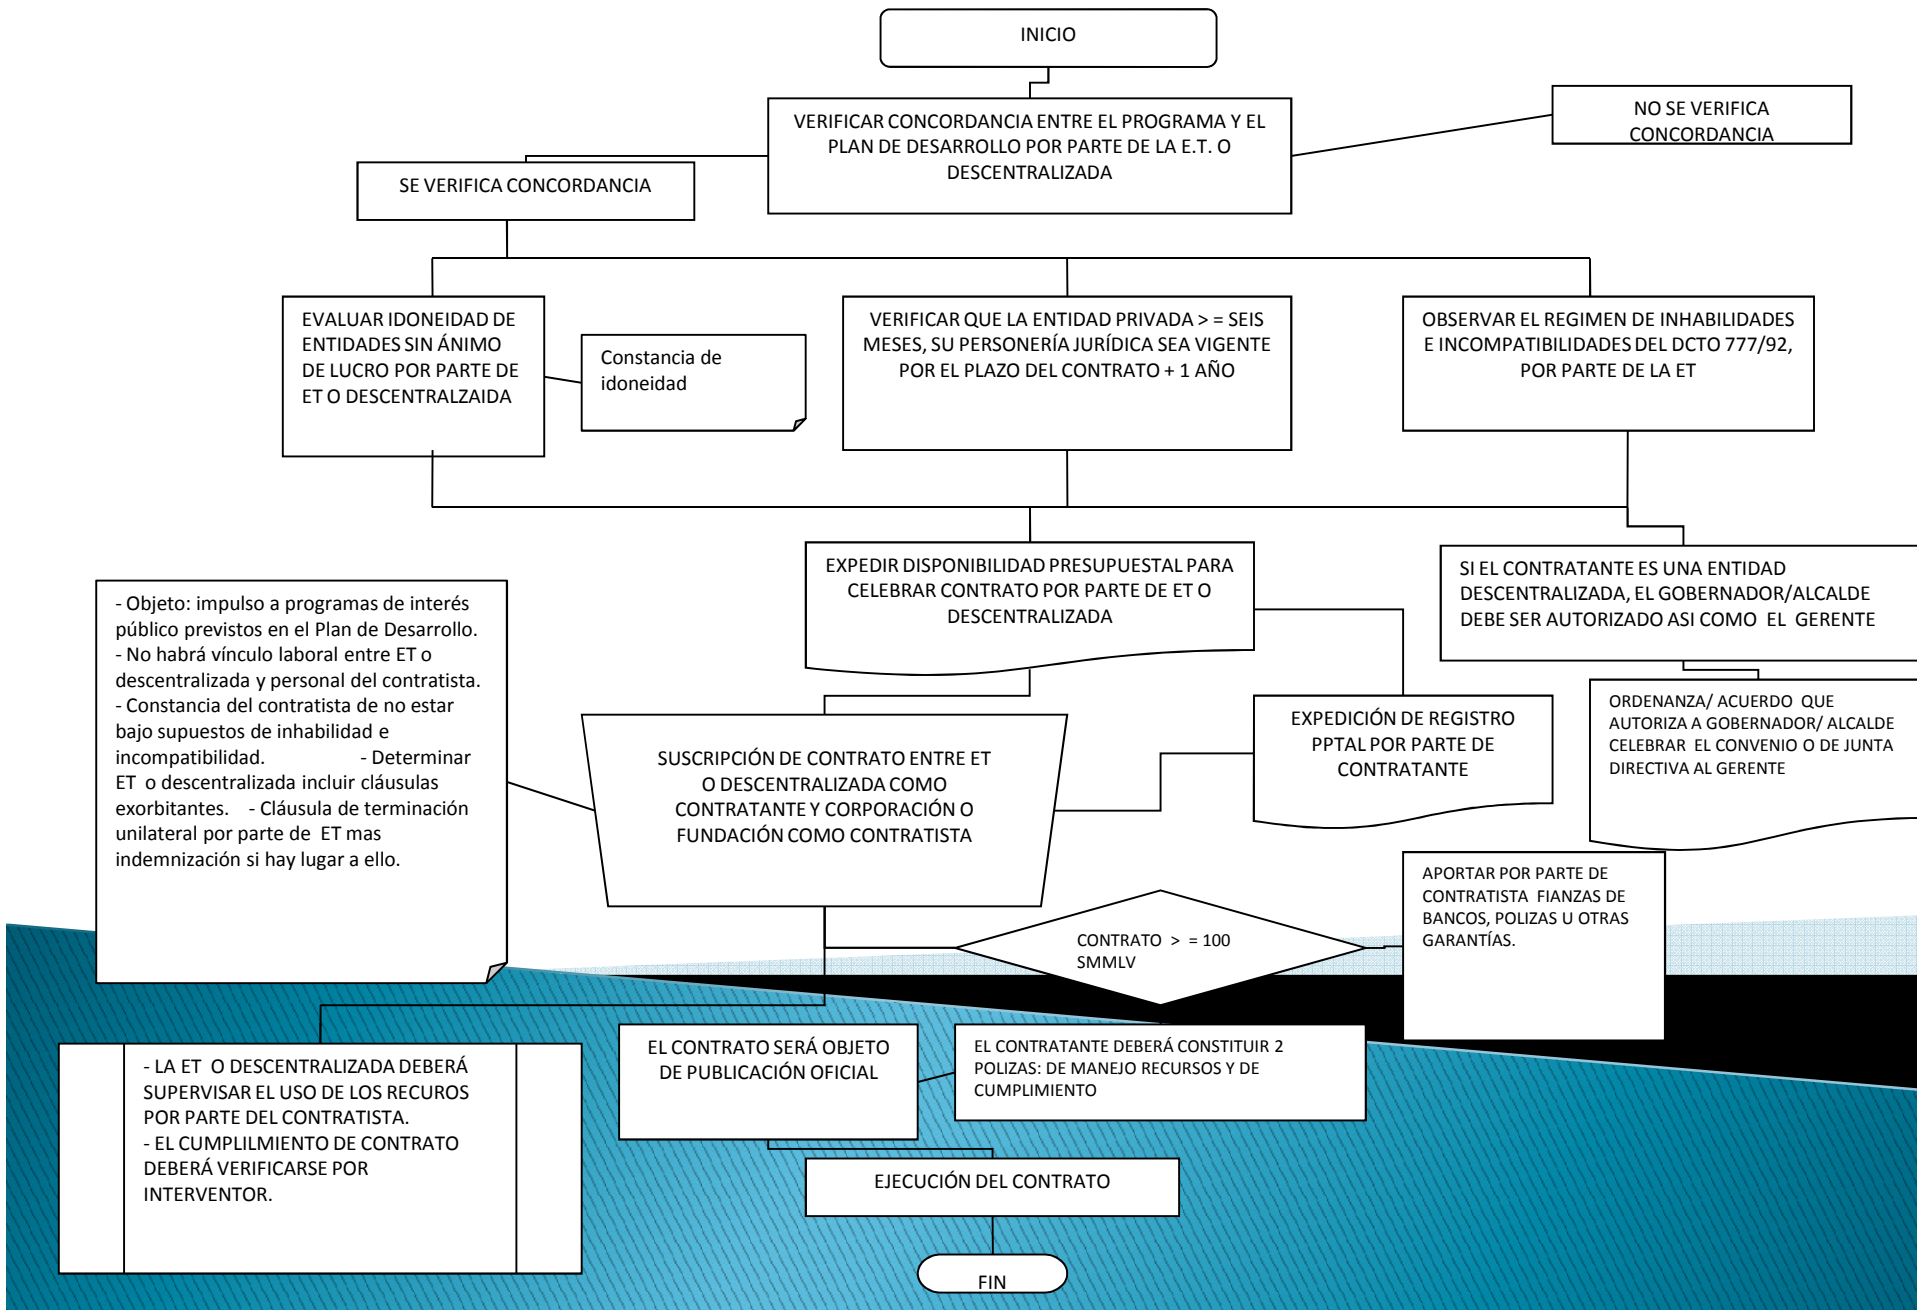 INICIO
VERIFICAR CONCORDANCIA ENTRE EL PROGRAMA Y EL
PLAN DE DESARROLLO POR PARTE DE LA E.T. O
DESCENTRALIZADA
NO SE VERIFICA
CONCORDANCIA
SE VERIFICA CONCORDANCIA
EVALUAR IDONEIDAD DE
ENTIDADES SIN ÁNIMO
DE LUCRO POR PARTE DE
ET O DESCENTRALZAIDA
Constancia de
idoneidad
VERIFICAR QUE LA ENTIDAD PRIVADA > = SEIS
MESES, SU PERSONERÍA JURÍDICA SEA VIGENTE
POR EL PLAZO DEL CONTRATO + 1 AÑO
OBSERVAR EL REGIMEN DE INHABILIDADES
E INCOMPATIBILIDADES DEL DCTO 777/92,
POR PARTE DE LA ET
EXPEDIR DISPONIBILIDAD PRESUPUESTAL PARA
CELEBRAR CONTRATO POR PARTE DE ET O
DESCENTRALIZADA
SI EL CONTRATANTE ES UNA ENTIDAD
DESCENTRALIZADA, EL GOBERNADOR/ALCALDE
DEBE SER AUTORIZADO ASI COMO EL GERENTE
- Objeto: impulso a programas de interés
público previstos en el Plan de Desarrollo.
- No habrá vínculo laboral entre ET o
descentralizada y personal del contratista.
- Constancia del contratista de no estar
bajo supuestos de inhabilidad e
incompatibilidad. - Determinar
ET o descentralizada incluir cláusulas
exorbitantes. - Cláusula de terminación
unilateral por parte de ET mas
indemnización si hay lugar a ello.
SUSCRIPCIÓN DE CONTRATO ENTRE ET
O DESCENTRALIZADA COMO
CONTRATANTE Y CORPORACIÓN O
FUNDACIÓN COMO CONTRATISTA
EXPEDICIÓN DE REGISTRO
PPTAL POR PARTE DE
CONTRATANTE
ORDENANZA/ ACUERDO QUE
AUTORIZA A GOBERNADOR/ ALCALDE
CELEBRAR EL CONVENIO O DE JUNTA
DIRECTIVA AL GERENTE
CONTRATO > = 100
SMMLV
APORTAR POR PARTE DE
CONTRATISTA FIANZAS DE
BANCOS, POLIZAS U OTRAS
GARANTÍAS.
- LA ET O DESCENTRALIZADA DEBERÁ
SUPERVISAR EL USO DE LOS RECUROS
POR PARTE DEL CONTRATISTA.
- EL CUMPLILMIENTO DE CONTRATO
DEBERÁ VERIFICARSE POR
INTERVENTOR.
EL CONTRATO SERÁ OBJETO
DE PUBLICACIÓN OFICIAL
EL CONTRATANTE DEBERÁ CONSTITUIR 2
POLIZAS: DE MANEJO RECURSOS Y DE
CUMPLIMIENTO
EJECUCIÓN DEL CONTRATO
FIN